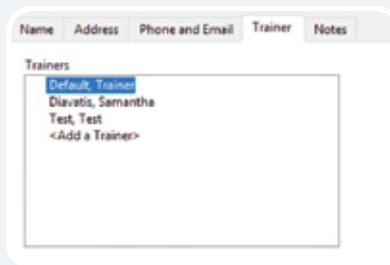 Name Address Phone and Email Trainer Notes
Trainers
Default, Trainer
Diavatis, Samantha
Test, Test
<Add a Trainer>